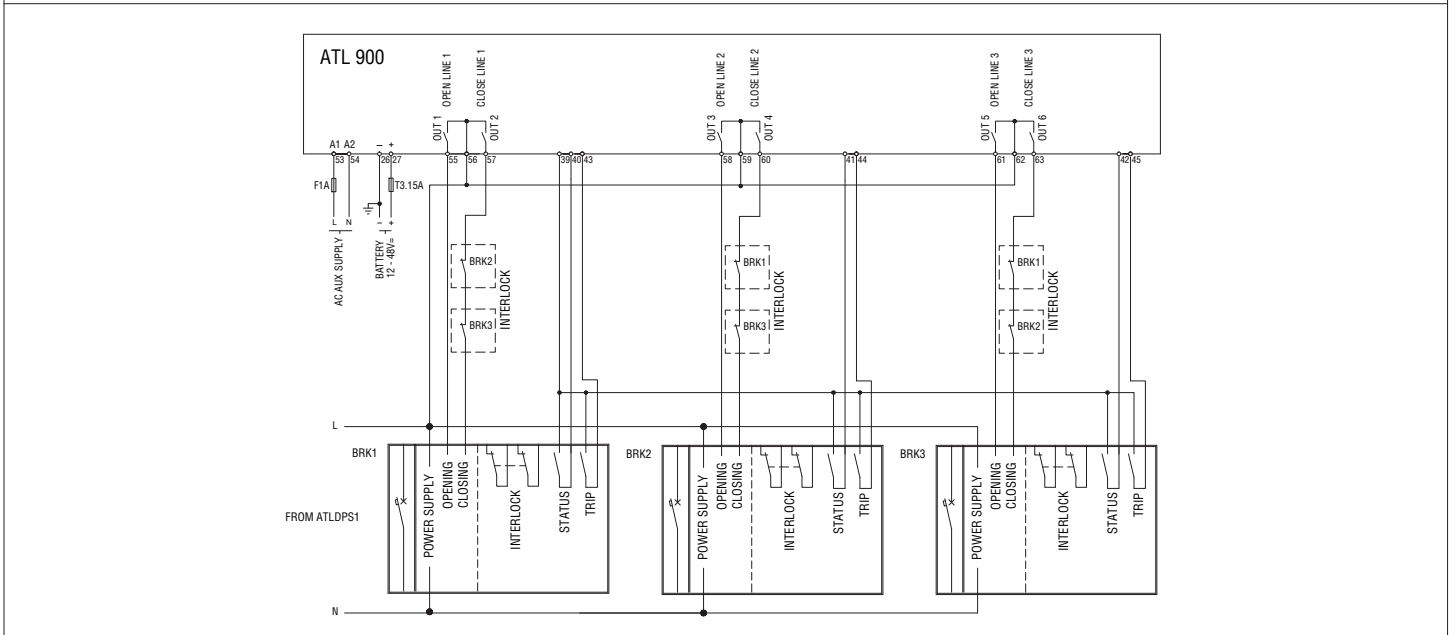 ATL 900
OPEN LINE 1
CLOSE LINE 1
OPEN LINE 2
CLOSE LINE 2
OPEN LINE 3
CLOSE LINE 3
OUT 1
OUT 2
OUT 3
OUT 4
OUT 5
OUT 6
A1 A2
- +
53 54 26 27 55 56 57 39 40 43 58 59 60 41 44 61 62 63 42 45
F1A
T3.15A
L N
- +
AC AUX SUPPLY
BATTERY
12 - 48V=
BRK2
BRK3
INTERLOCK
BRK1
BRK3
INTERLOCK
BRK1
BRK2
INTERLOCK
L
BRK1
POWER SUPPLY
OPENING
CLOSING
INTERLOCK
STATUS
TRIP
BRK2
POWER SUPPLY
OPENING
CLOSING
INTERLOCK
STATUS
TRIP
BRK3
POWER SUPPLY
OPENING
CLOSING
INTERLOCK
STATUS
TRIP
FROM ATLDPS1
N